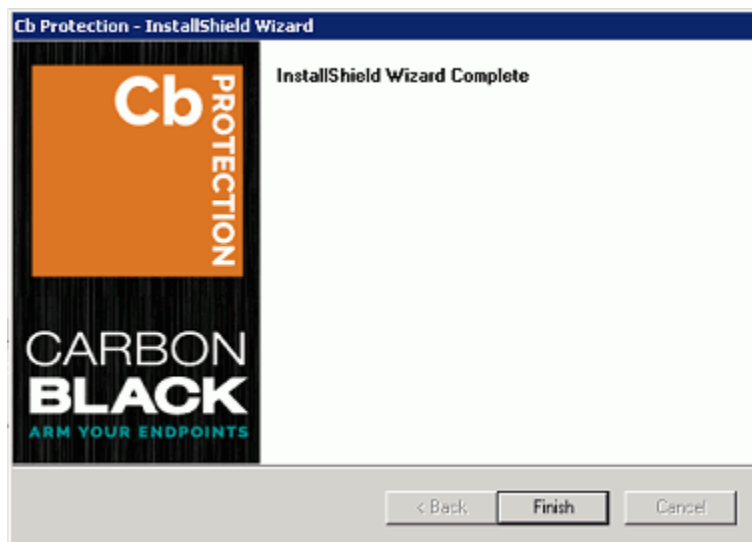 Cb Protection - InstallShield Wizard
InstallShield Wizard Complete
Cb
PROTECTION
CARBON
BLACK
ARM YOUR ENDPOINTS
< Back
Finish
Cancel